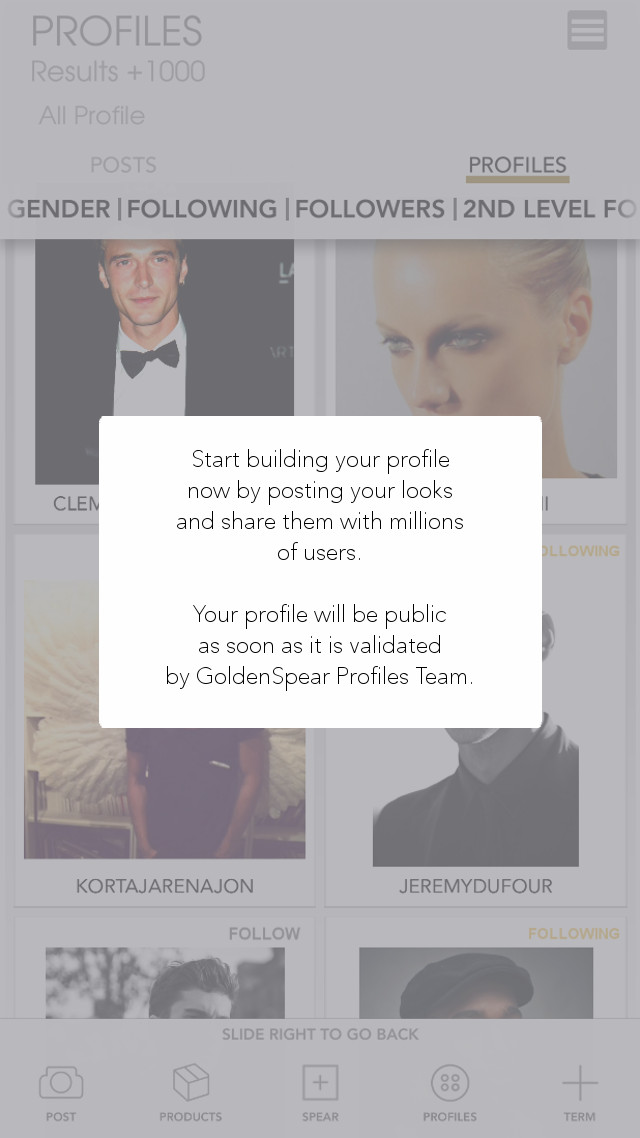 PROFILES
Results +1000
All Profile
POSTS
PROFILES
GENDER | FOLLOWING | FOLLOWERS | 2ND LEVEL FO
LA
ART
CLEM
Start building your profile
now by posting your looks
and share them with millions
of users.
Your profile will be public
as soon as it is validated
by GoldenSpear Profiles Team.
OLLOWING
KORTAJARENAJON
JEREMYDUFOUR
FOLLOW
FOLLOWING
SLIDE RIGHT TO GO BACK
POST
PRODUCTS
SPEAR
PROFILES
TERM